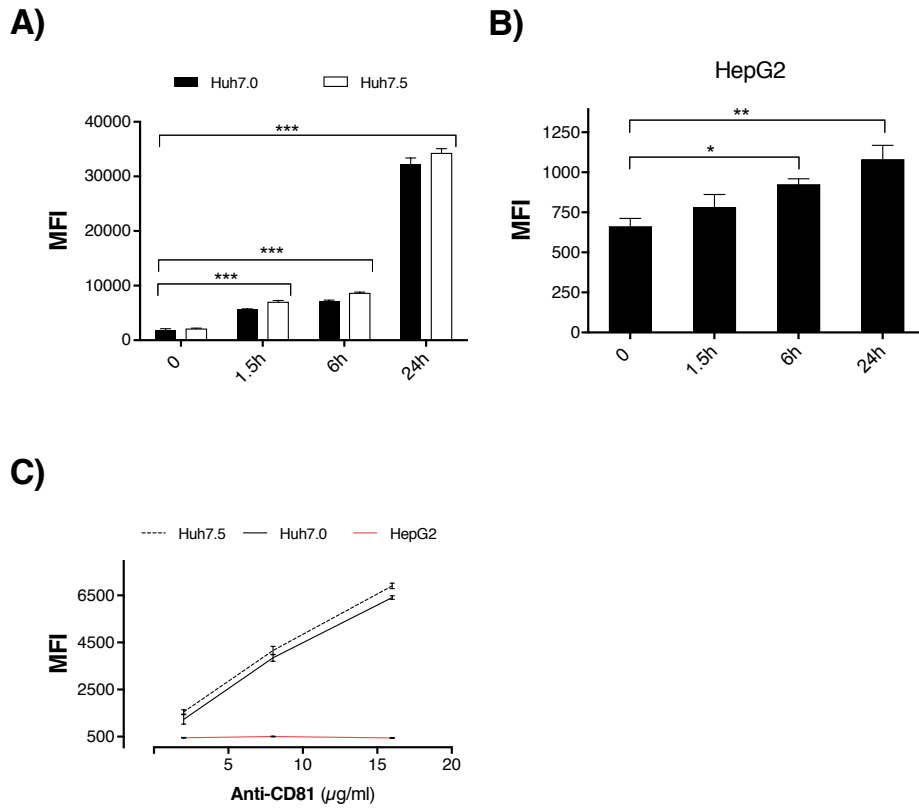 A)
Huh7.0 Huh7.5
MFI
40000
30000
20000
10000
0
***
***
***
0 1.5h 6h 24h
B)
HepG2
MFI
1250
1000
750
500
250
0
**
*
0 1.5h 6h 24h
C)
Huh7.5 Huh7.0 HepG2
MFI
6500
4500
2500
500
5 10 15 20
Anti-CD81 (µg/ml)